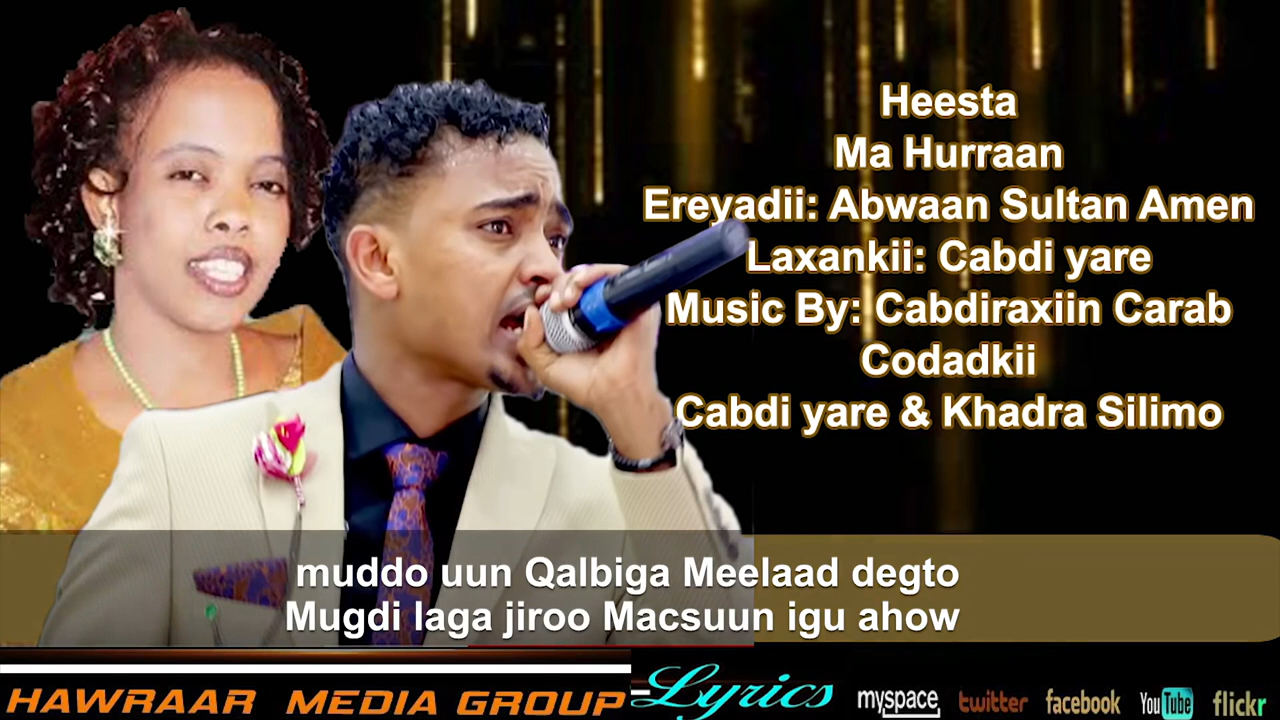 Heesta
Ma Hurraan
Ereyadii: Abwaan Sultan Amen
Laxankii: Cabdi yare
Music By: Cabdiraxiin Carab
Codadkii
Cabdi yare & Khadra Silimo
muddo uun Qalbiga Meelaad degto
Mugdi laga jiroo Macsuun igu ahow
HAWRAAR MEDIA GROUP Lyrics myspace twitter facebook YouTube flickr